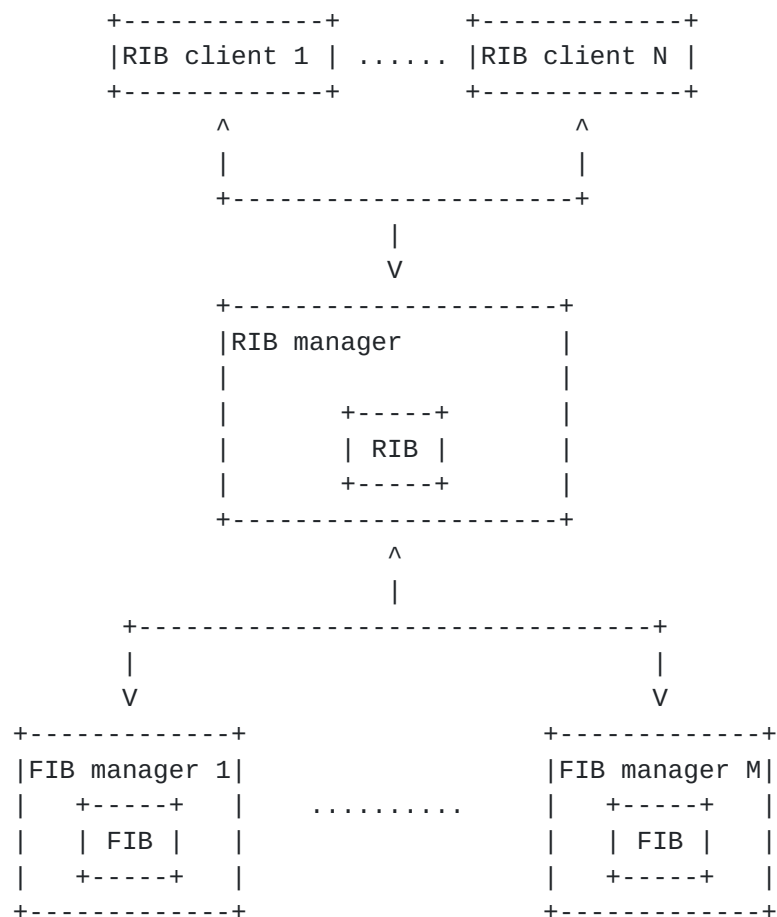 RIB client 1 ...... RIB client N
RIB manager
RIB
FIB manager 1 FIB manager M
..........
FIB FIB